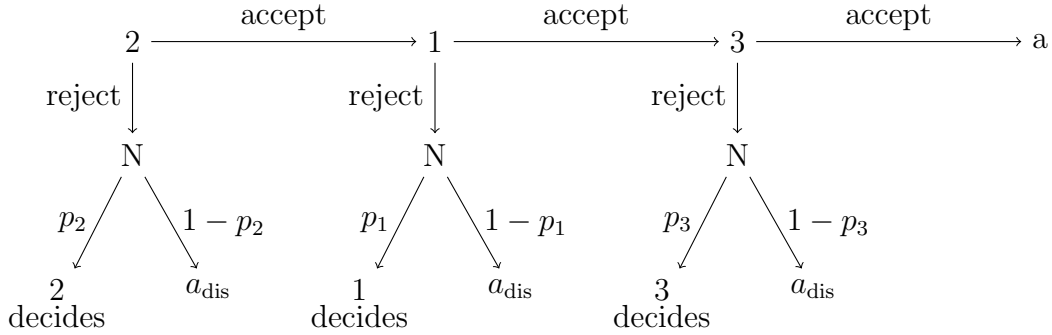 accept accept accept
2 1 3 a
reject reject reject
N N N
p₂ 1 − p₂ p₁ 1 − p₁ p₃ 1 − p₃
2 a_dis 1 a_dis 3 a_dis
decides decides decides